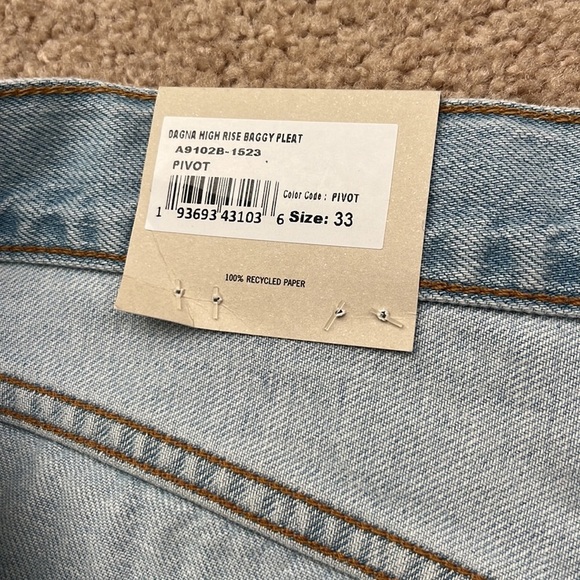 DAGNA HIGH RISE BAGGY PLEAT
A9102B-1523
PIVOT
Color Code : PIVOT
1 93693 43103 6 Size: 33
100% RECYCLED PAPER